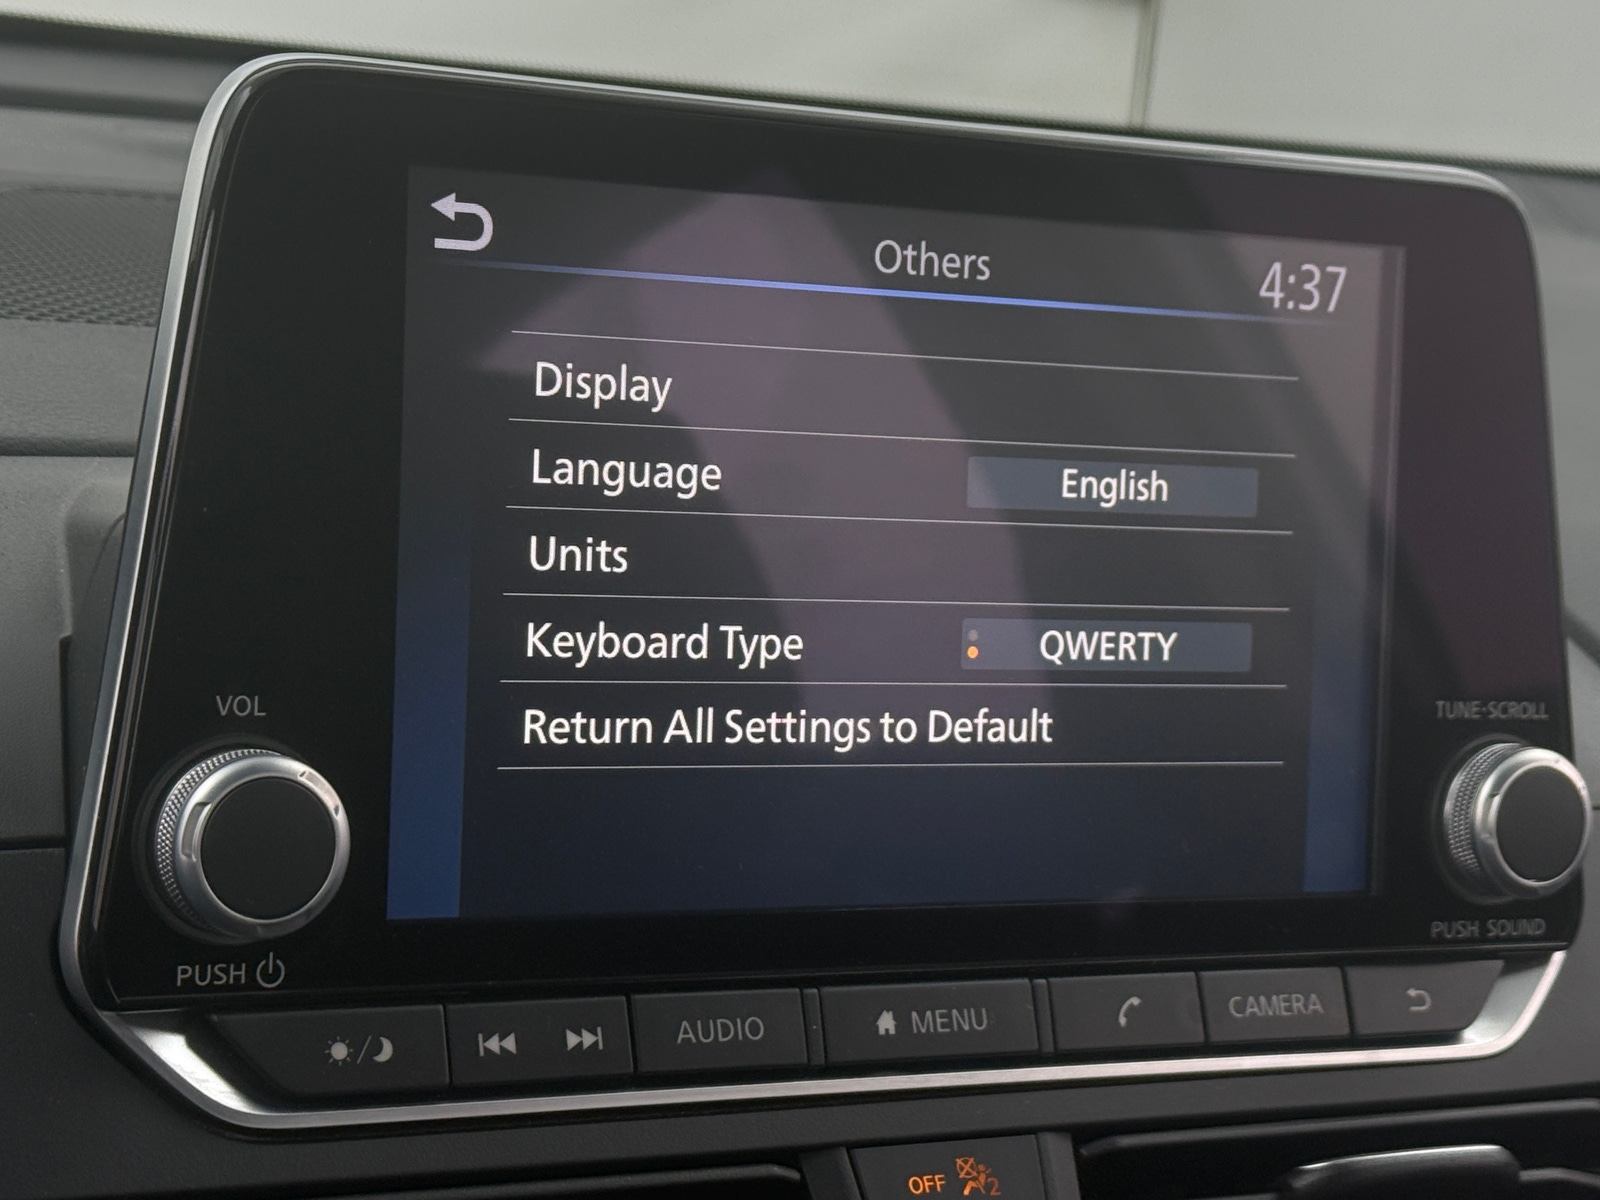 Others
4:37
Display
Language English
Units
Keyboard Type QWERTY
Return All Settings to Default
VOL
TUNE·SCROLL
PUSH
PUSH SOUND
AUDIO
MENU
CAMERA
OFF
2